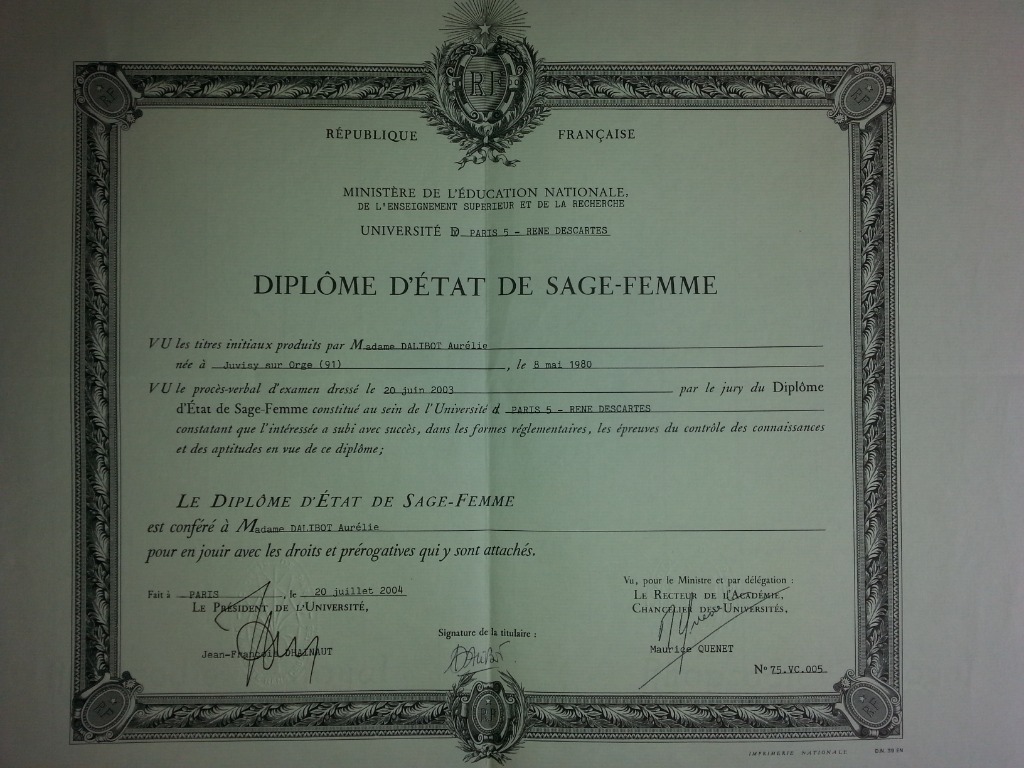 RF
RÉPUBLIQUE FRANÇAISE
MINISTÈRE DE L'ÉDUCATION NATIONALE,
DE L'ENSEIGNEMENT SUPERIEUR ET DE LA RECHERCHE
UNIVERSITÉ D PARIS 5 - RENE DESCARTES
DIPLÔME D'ÉTAT DE SAGE-FEMME
VU les titres initiaux produits par Madame DALIBOT Aurélie
née à Juvisy sur Orge (91), le 8 mai 1980
VU le procès-verbal d'examen dressé le 20 juin 2003 par le jury du Diplôme
d'État de Sage-Femme constitué au sein de l'Université d PARIS 5 - RENE DESCARTES
constatant que l'intéressée a subi avec succès, dans les formes réglementaires, les épreuves du contrôle des connaissances
et des aptitudes en vue de ce diplôme;
LE DIPLÔME D'ÉTAT DE SAGE-FEMME
est conféré à Madame DALIBOT Aurélie
pour en jouir avec les droits et prérogatives qui y sont attachés.
Fait à PARIS, le 20 juillet 2004
LE PRÉSIDENT DE L'UNIVERSITÉ,
Jean-François DHAINAUT
Signature de la titulaire :
DALIBOT
Vu, pour le Ministre et par délégation :
LE RECTEUR DE L'ACADÉMIE,
CHANCELIER DES UNIVERSITÉS,
Maurice QUENET
N° 75.VC.005
IMPRIMERIE NATIONALE